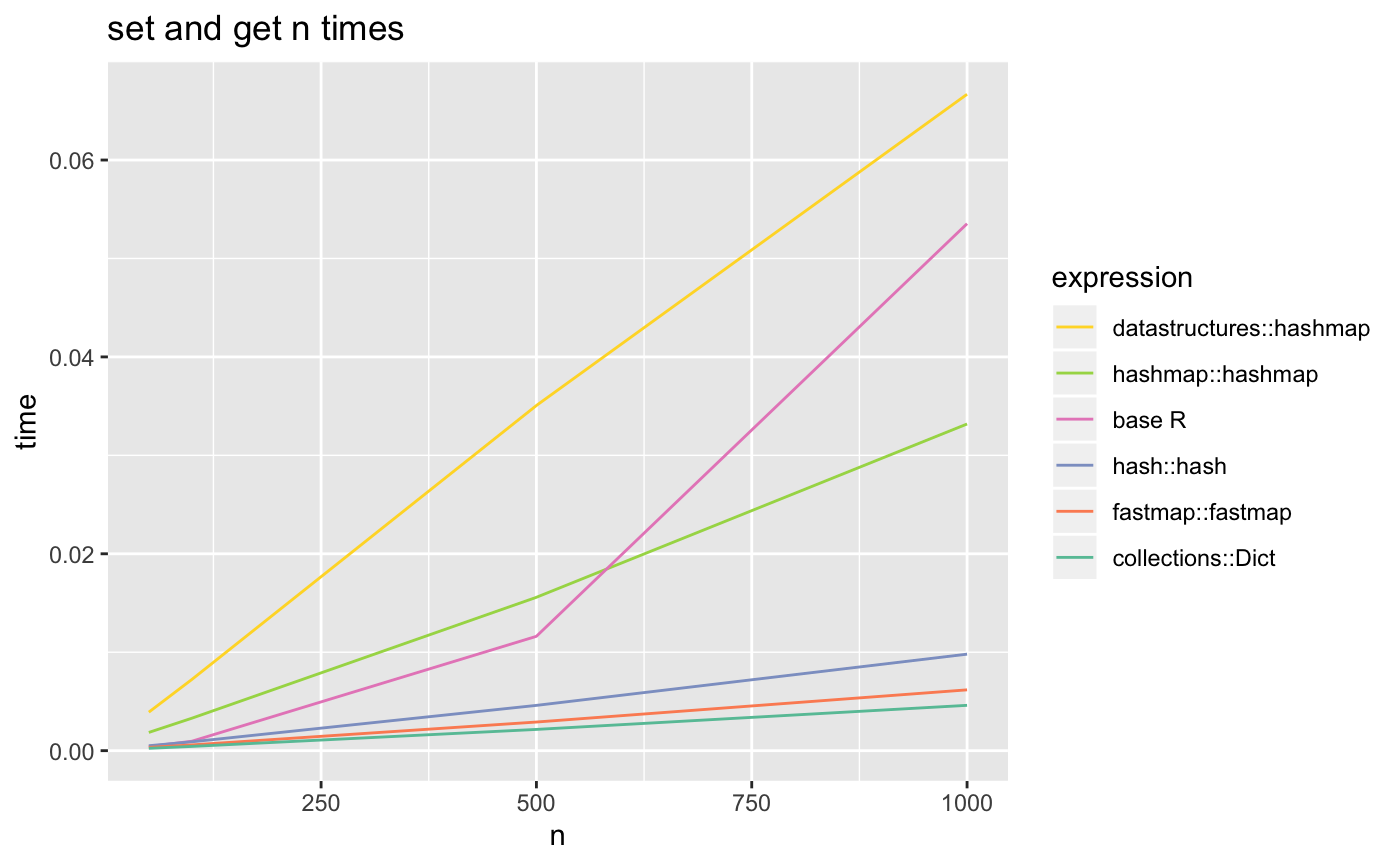 set and get n times
time
0.06
0.04
0.02
0.00
250
500
750
1000
n
expression
datastructures::hashmap
hashmap::hashmap
base R
hash::hash
fastmap::fastmap
collections::Dict